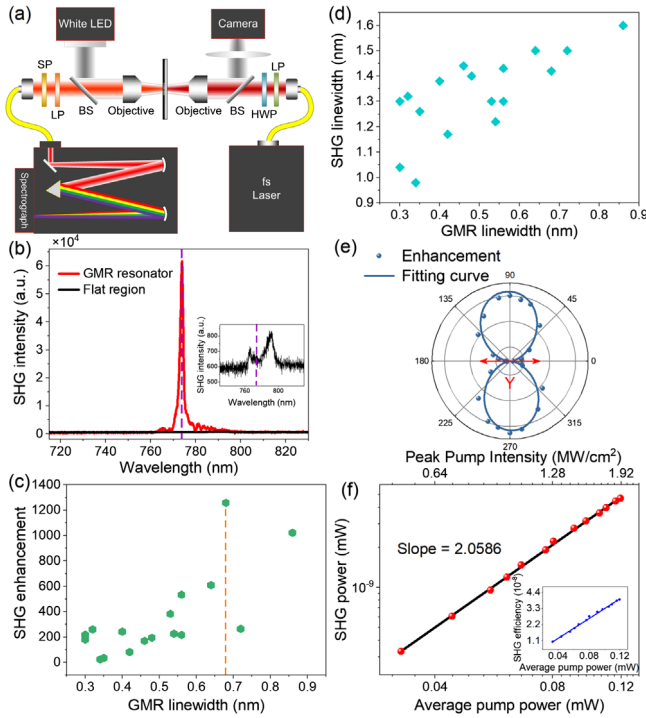 (a)
White LED
Camera
SP
LP
BS
Objective
Objective
BS
HWP
LP
Spectrograph
fs
Laser
(b)
×10⁴
6
5
4
3
2
1
0
SHG intensity (a.u.)
GMR resonator
Flat region
800
700
600
500
SHG intensity (a.u.)
760
800
Wavelength (nm)
720
740
760
780
800
820
Wavelength (nm)
(c)
1400
1200
1000
800
600
400
200
0
SHG enhancement
0.3
0.4
0.5
0.6
0.7
0.8
0.9
GMR linewidth (nm)
(d)
1.6
1.5
1.4
1.3
1.2
1.1
1.0
0.9
SHG linewidth (nm)
0.3
0.4
0.5
0.6
0.7
0.8
0.9
GMR linewidth (nm)
(e)
Enhancement
Fitting curve
90
135
45
180
0
Y
225
315
270
Peak Pump Intensity (MW/cm²)
0.64
1.28
1.92
(f)
SHG power (mW)
10⁻⁹
Slope = 2.0586
SHG efficiency (10⁻⁸)
4.4
3.3
2.2
1.1
0.04
0.08
0.12
Average pump power (mW)
0.04
0.08
0.12
Average pump power (mW)